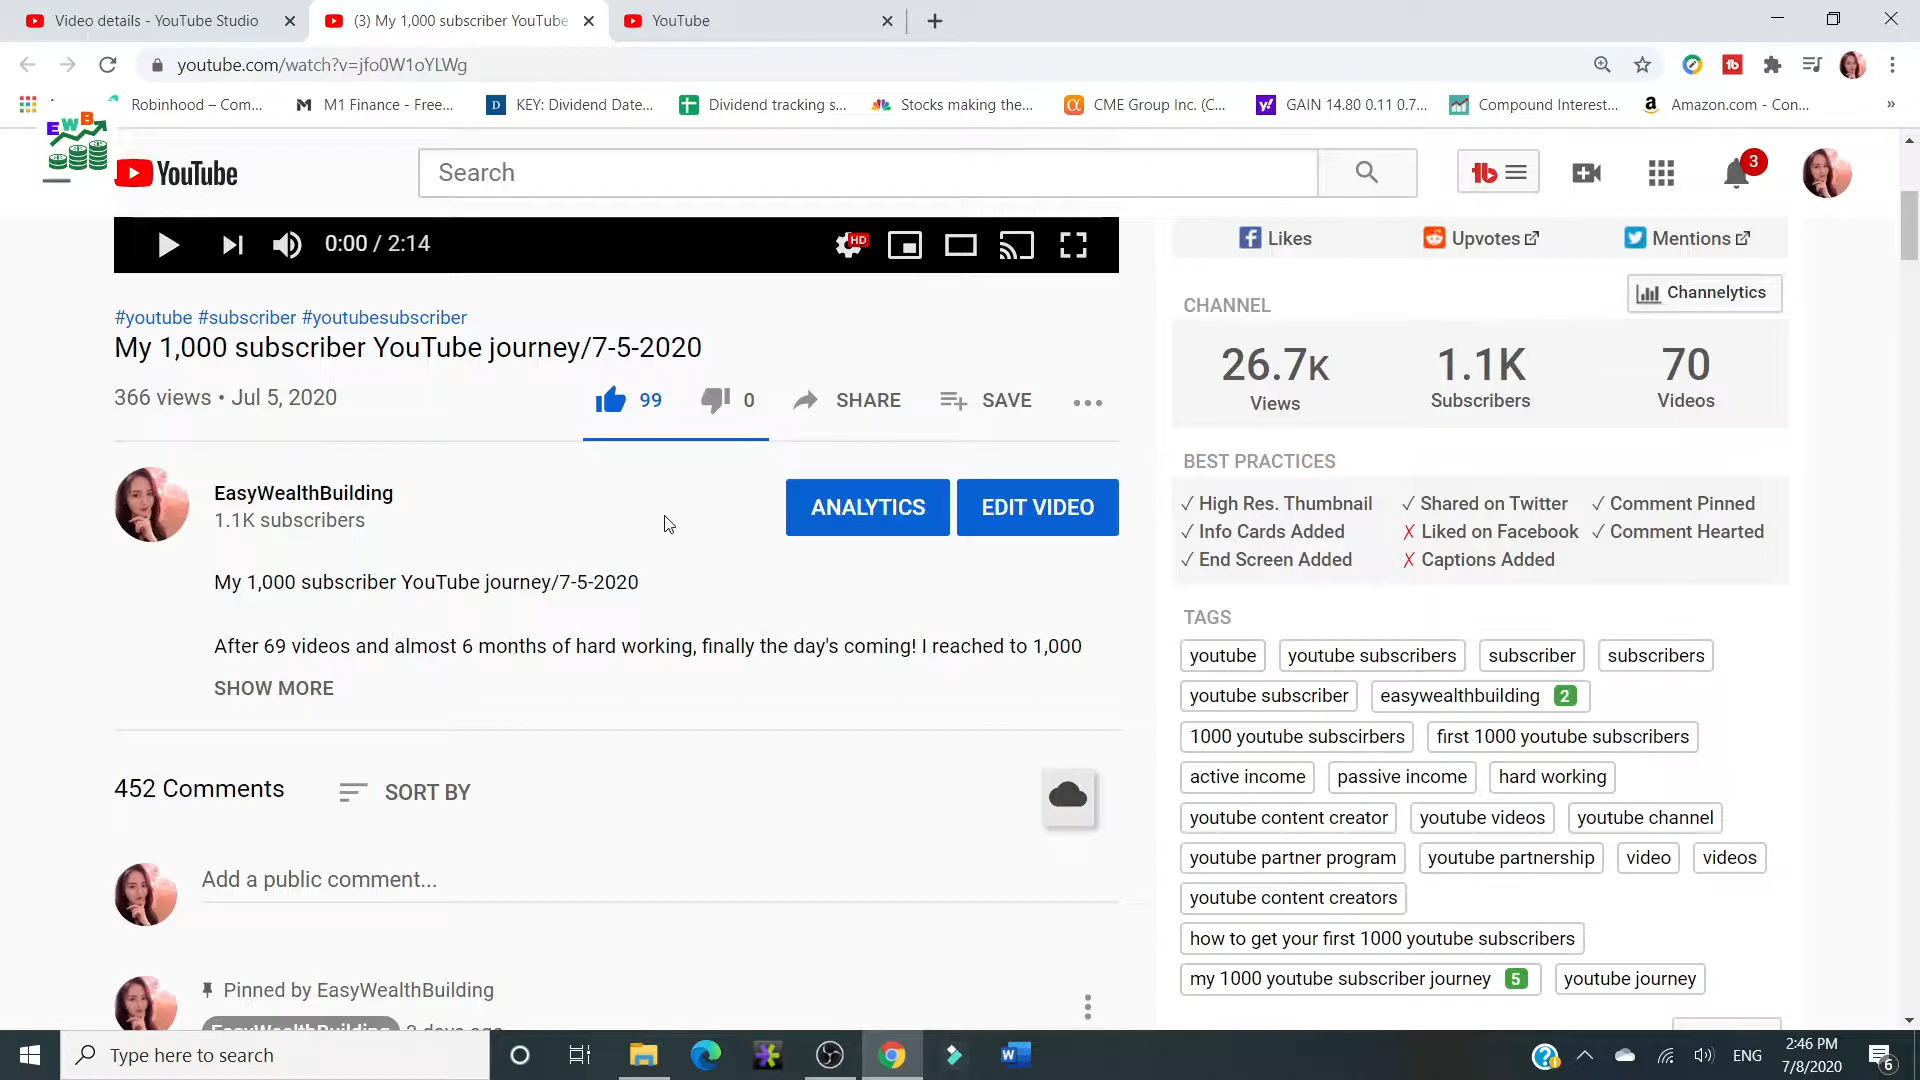 Video details - YouTube Studio
(3) My 1,000 subscriber YouTube
YouTube
youtube.com/watch?v=jfo0W1oYLWg
Robinhood – Com...
M1 Finance - Free...
KEY: Dividend Date...
Dividend tracking s...
Stocks making the...
CME Group Inc. (C...
GAIN 14.80 0.11 0.7...
Compound Interest...
Amazon.com - Con...
EWB
YouTube
Search
3
0:00 / 2:14
HD
Likes
Upvotes
Mentions
#youtube #subscriber #youtubesubscriber
My 1,000 subscriber YouTube journey/7-5-2020
366 views • Jul 5, 2020
99
0
SHARE
SAVE
CHANNEL
Channelytics
26.7K
Views
1.1K
Subscribers
70
Videos
EasyWealthBuilding
1.1K subscribers
ANALYTICS
EDIT VIDEO
BEST PRACTICES
✓ High Res. Thumbnail
✓ Shared on Twitter
✓ Comment Pinned
✓ Info Cards Added
✗ Liked on Facebook
✓ Comment Hearted
✓ End Screen Added
✗ Captions Added
My 1,000 subscriber YouTube journey/7-5-2020
After 69 videos and almost 6 months of hard working, finally the day's coming! I reached to 1,000
SHOW MORE
TAGS
youtube
youtube subscribers
subscriber
subscribers
youtube subscriber
easywealthbuilding 2
1000 youtube subscirbers
first 1000 youtube subscribers
active income
passive income
hard working
youtube content creator
youtube videos
youtube channel
youtube partner program
youtube partnership
video
videos
youtube content creators
how to get your first 1000 youtube subscribers
my 1000 youtube subscriber journey 5
youtube journey
452 Comments
SORT BY
Add a public comment...
Pinned by EasyWealthBuilding
EasyWealthBuilding 2 days ago
Type here to search
ENG
2:46 PM
7/8/2020
6